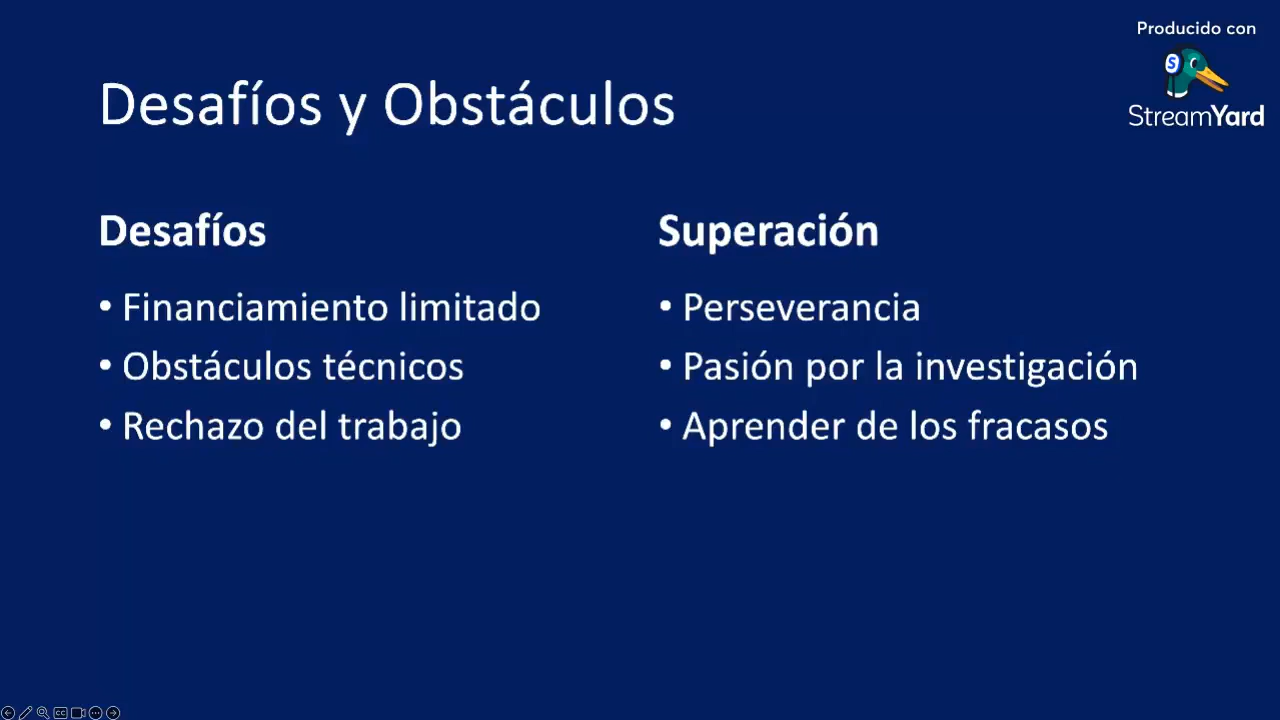 Producido con
StreamYard
Desafíos y Obstáculos
Desafíos
• Financiamiento limitado
• Obstáculos técnicos
• Rechazo del trabajo
Superación
• Perseverancia
• Pasión por la investigación
• Aprender de los fracasos